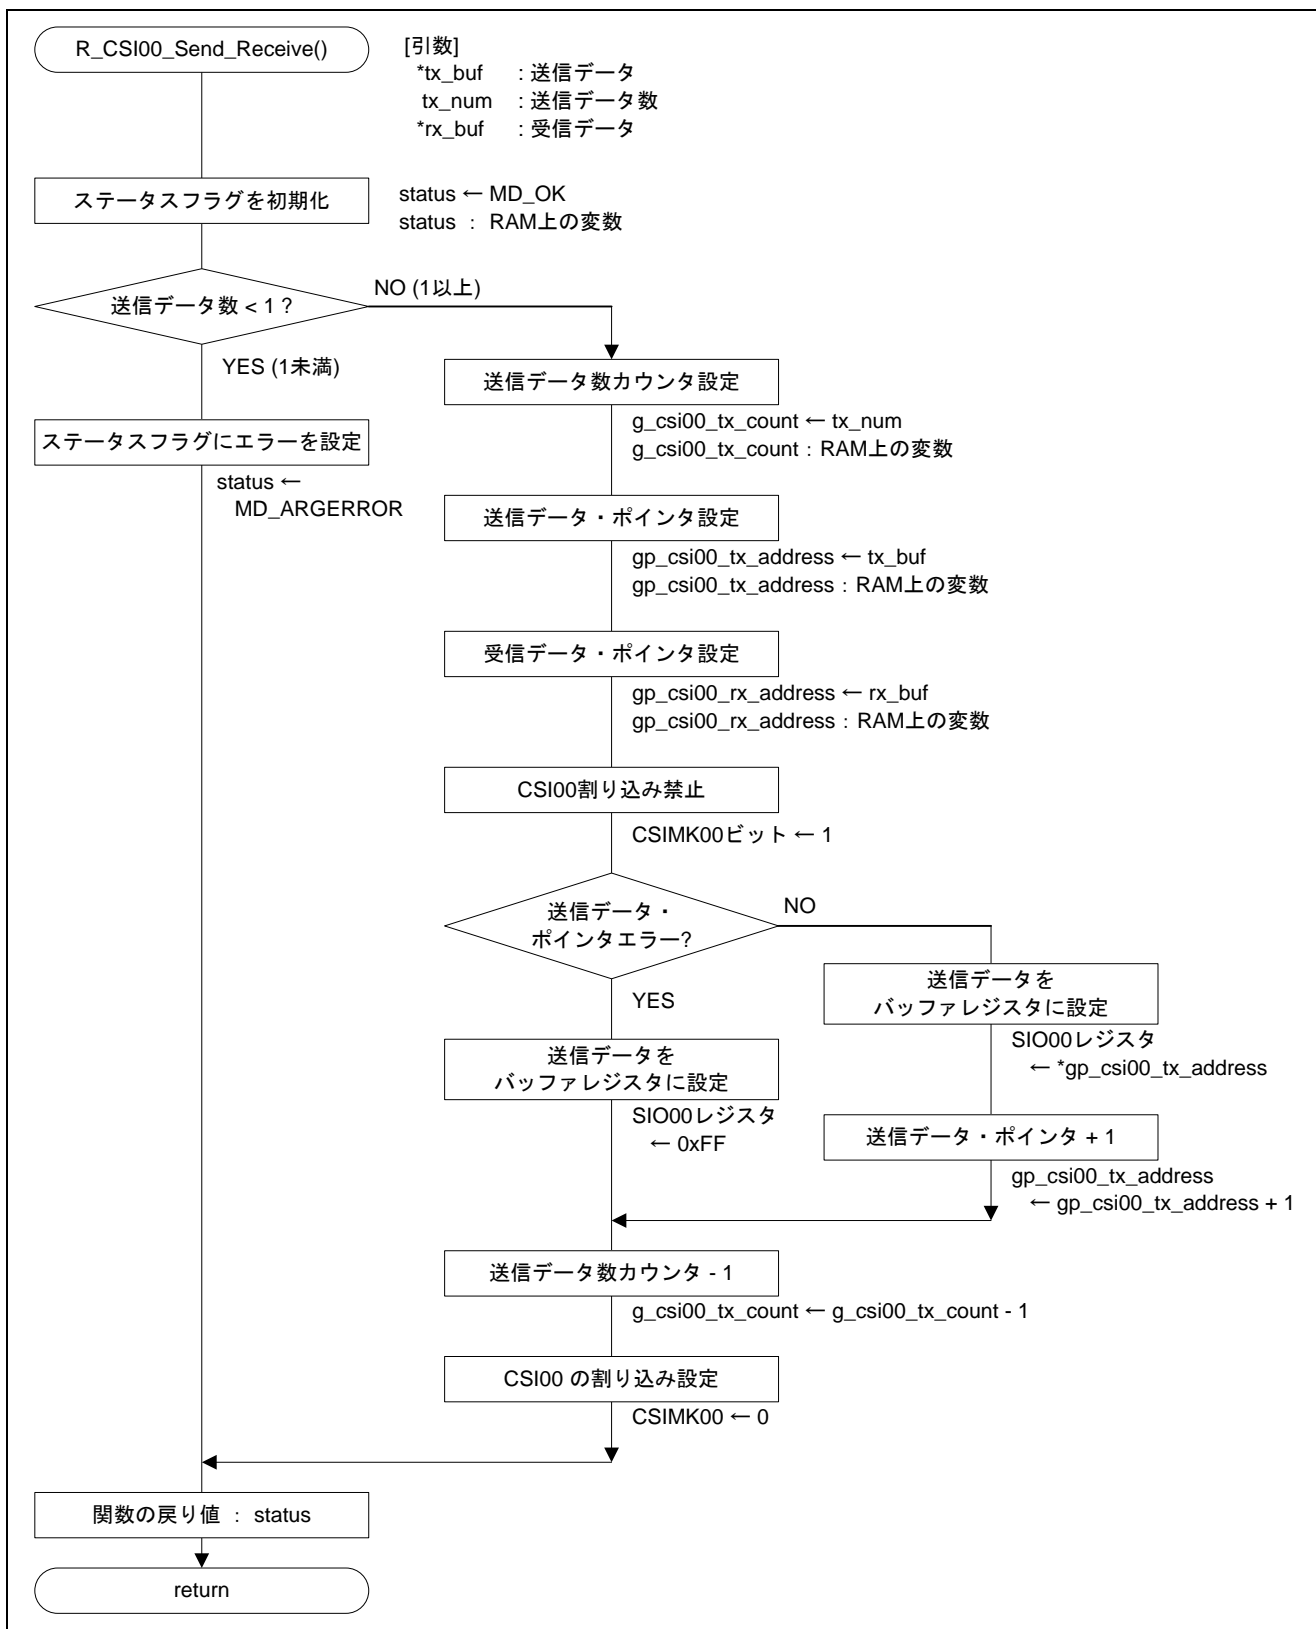 R_CSI00_Send_Receive()
[引数]
*tx_buf : 送信データ
tx_num : 送信データ数
*rx_buf : 受信データ
ステータスフラグを初期化
status ← MD_OK
status : RAM上の変数
送信データ数 < 1 ?
NO (1以上)
YES (1未満)
送信データ数カウンタ設定
g_csi00_tx_count ← tx_num
g_csi00_tx_count : RAM上の変数
ステータスフラグにエラーを設定
status ←
MD_ARGERROR
送信データ・ポインタ設定
gp_csi00_tx_address ← tx_buf
gp_csi00_tx_address : RAM上の変数
受信データ・ポインタ設定
gp_csi00_rx_address ← rx_buf
gp_csi00_rx_address : RAM上の変数
CSI00割り込み禁止
CSIMK00ビット ← 1
送信データ・
ポインタエラー?
NO
YES
送信データを
バッファレジスタに設定
SIO00レジスタ
← *gp_csi00_tx_address
送信データを
バッファレジスタに設定
SIO00レジスタ
← 0xFF
送信データ・ポインタ + 1
gp_csi00_tx_address
← gp_csi00_tx_address + 1
送信データ数カウンタ - 1
g_csi00_tx_count ← g_csi00_tx_count - 1
CSI00 の割り込み設定
CSIMK00 ← 0
関数の戻り値 : status
return